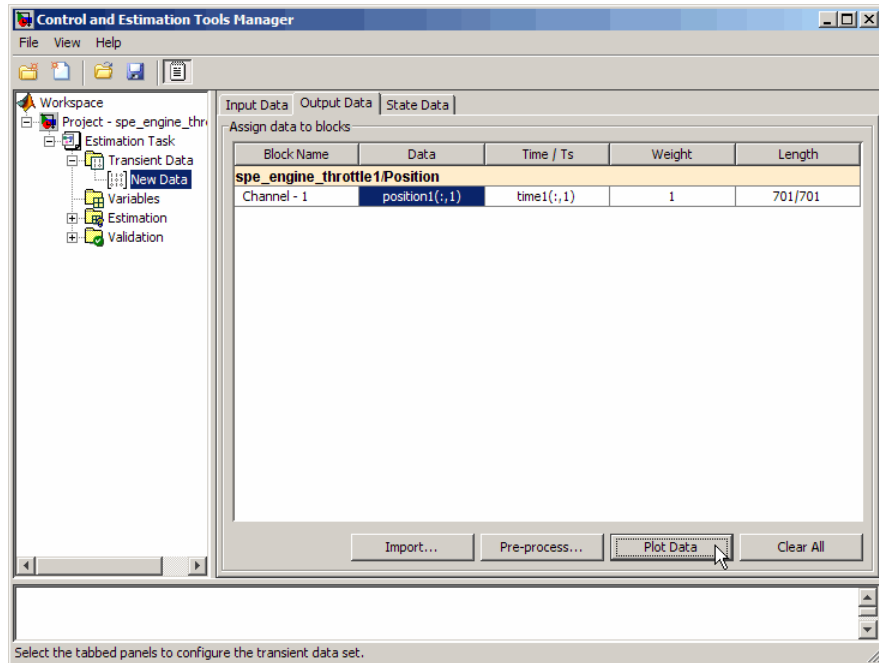 Control and Estimation Tools Manager
File View Help
Workspace
Project - spe_engine_thr
Estimation Task
Transient Data
New Data
Variables
Estimation
Validation
Input Data Output Data State Data
Assign data to blocks
Block Name Data Time / Ts Weight Length
spe_engine_throttle1/Position
Channel - 1 position1(:,1) time1(:,1) 1 701/701
Import... Pre-process... Plot Data Clear All
Select the tabbed panels to configure the transient data set.